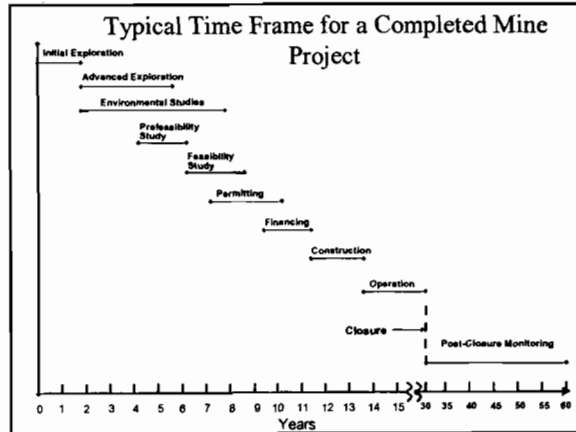 Typical Time Frame for a Completed Mine
Project
Initial Exploration
Advanced Exploration
Environmental Studies
Prefeasibility
Study
Feasibility
Study
Permitting
Financing
Construction
Operation
Closure
Post-Closure Monitoring
0 1 2 3 4 5 6 7 8 9 10 11 12 13 14 15 30 35 40 45 50 55 60
Years